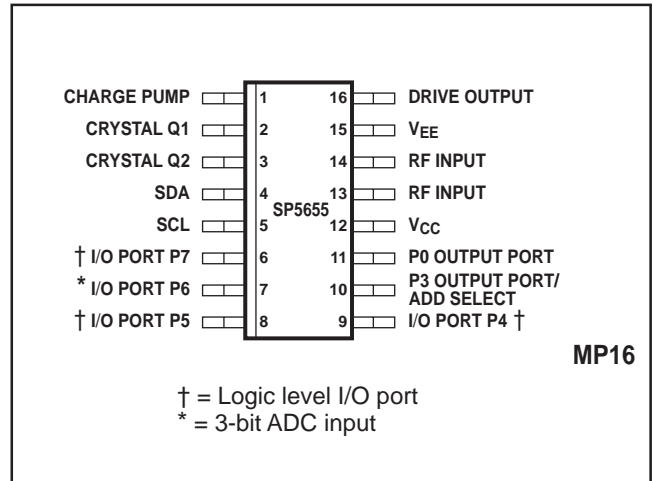 CHARGE PUMP 1 16 DRIVE OUTPUT
CRYSTAL Q1 2 15 VEE
CRYSTAL Q2 3 14 RF INPUT
SDA 4 13 RF INPUT
SP5655
SCL 5 12 VCC
† I/O PORT P7 6 11 P0 OUTPUT PORT
* I/O PORT P6 7 10 P3 OUTPUT PORT/
ADD SELECT
† I/O PORT P5 8 9 I/O PORT P4 †
MP16
† = Logic level I/O port
* = 3-bit ADC input